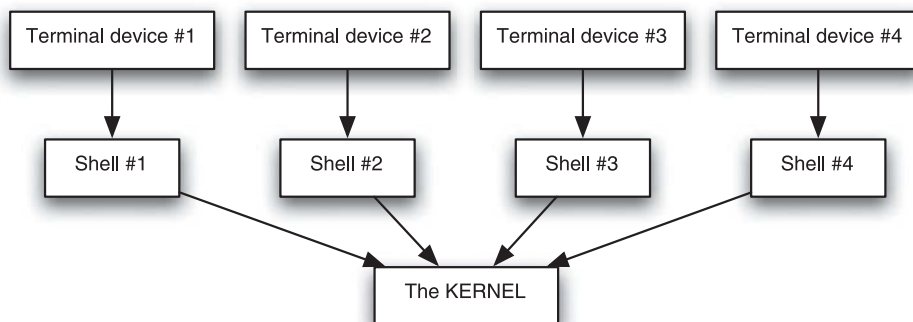 Terminal device #1
Terminal device #2
Terminal device #3
Terminal device #4
Shell #1
Shell #2
Shell #3
Shell #4
The KERNEL